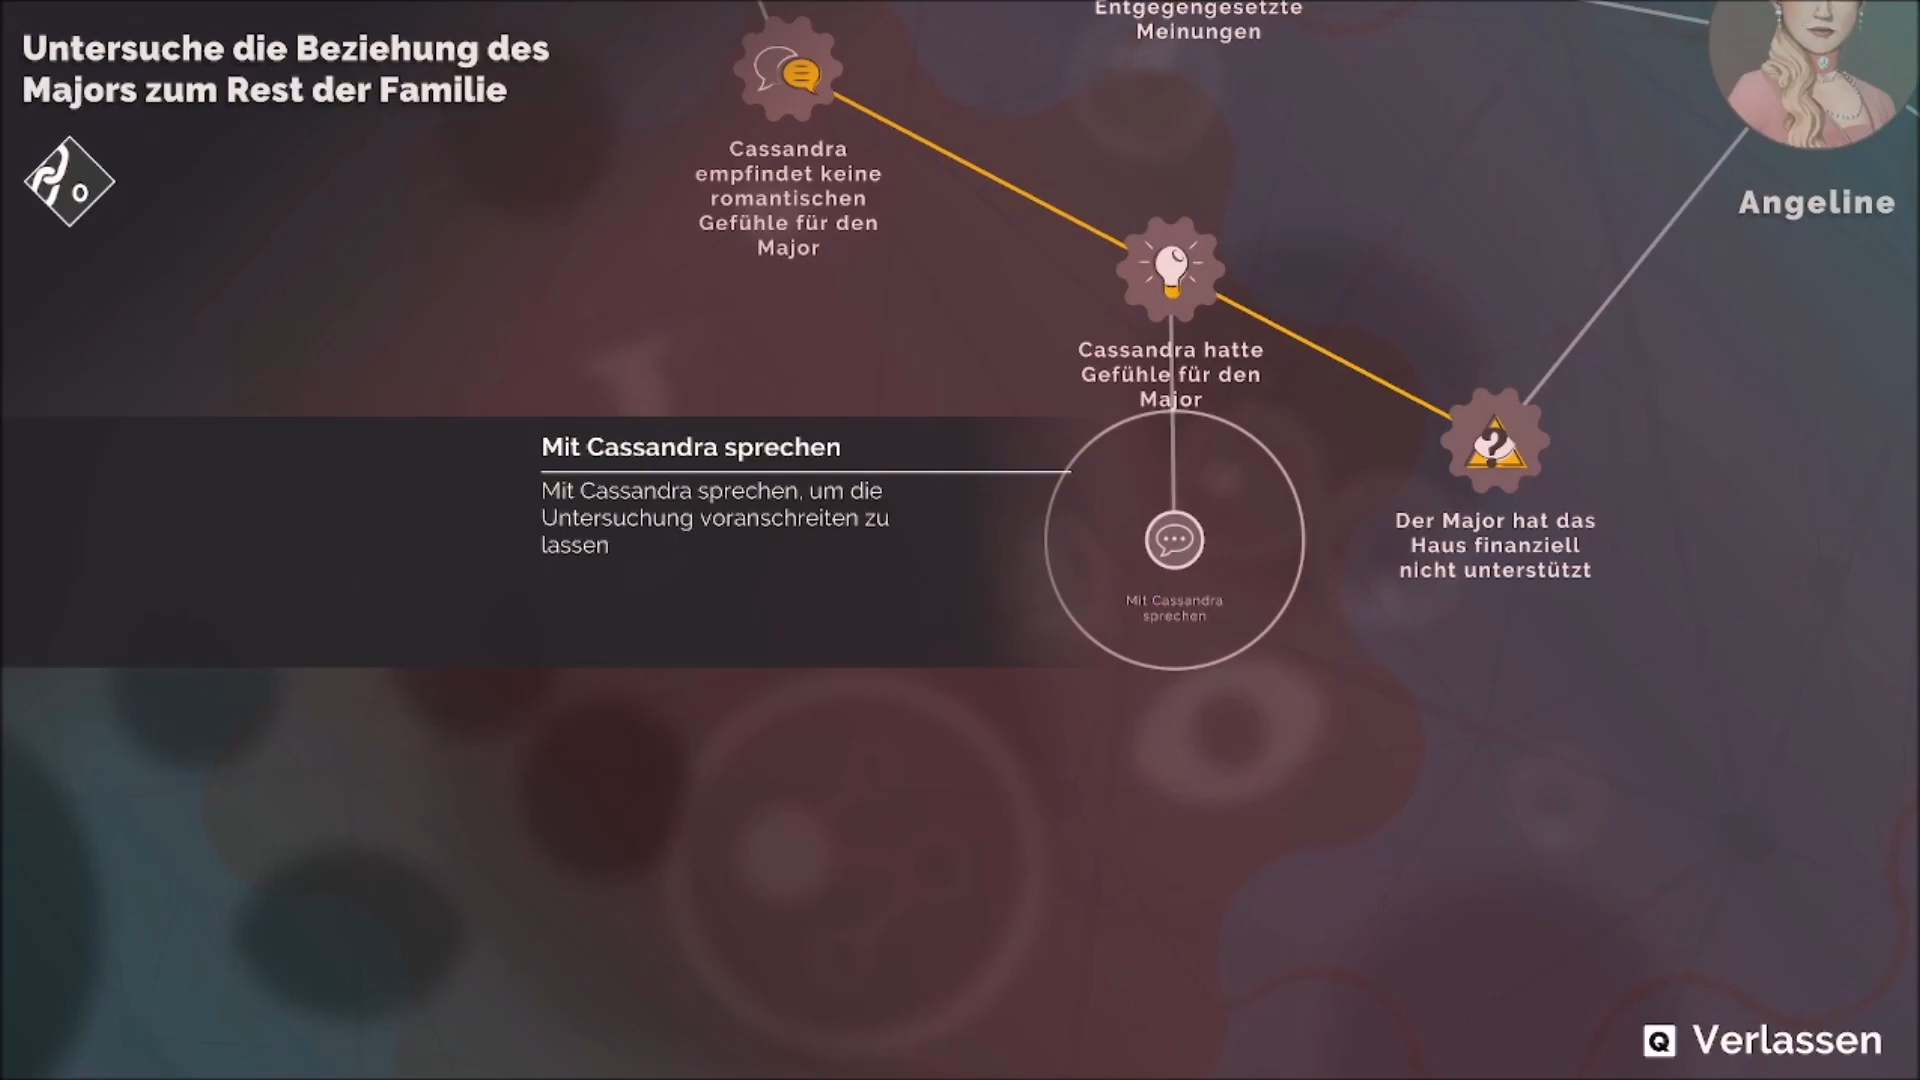 Entgegengesetzte
Meinungen
Untersuche die Beziehung des
Majors zum Rest der Familie
0
Cassandra
empfindet keine
romantischen
Gefühle für den
Major
Angeline
Cassandra hatte
Gefühle für den
Major
Mit Cassandra sprechen
Mit Cassandra sprechen, um die
Untersuchung voranschreiten zu
lassen
Der Major hat das
Haus finanziell
nicht unterstützt
Mit Cassandra
sprechen
Q Verlassen